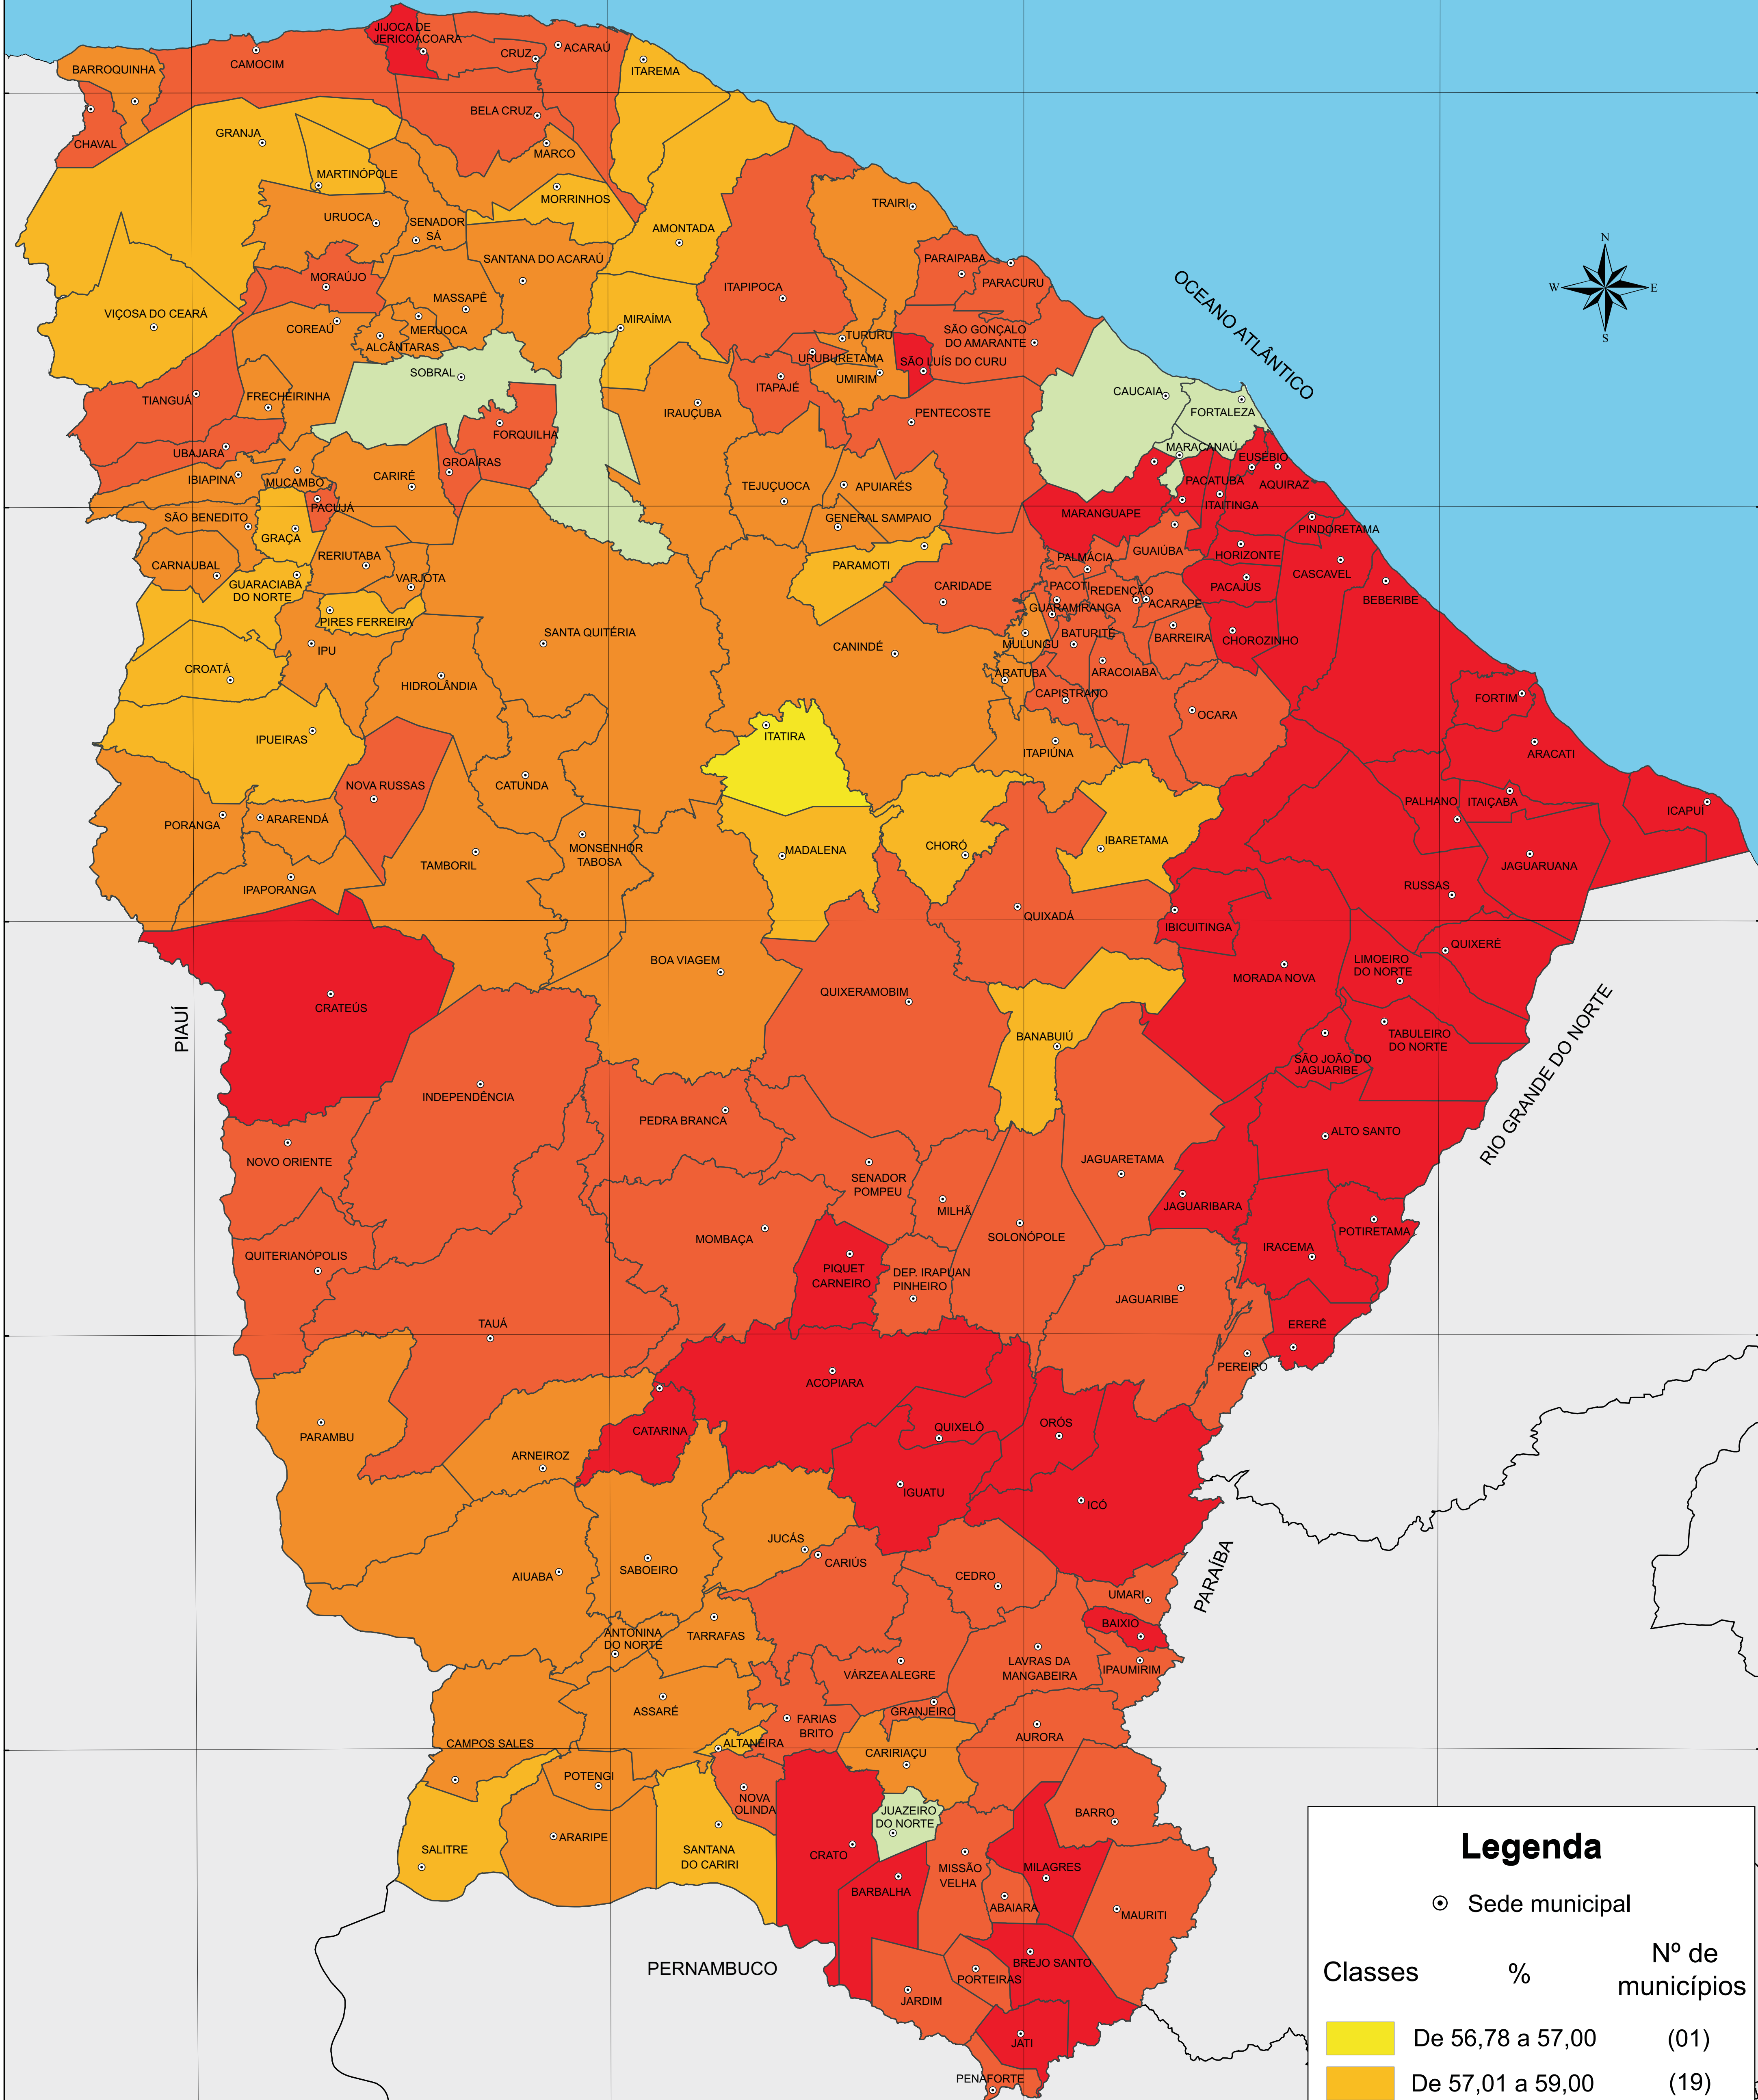 JIJOCA DE
JERICOACOARA
CRUZ
ACARAÚ
CAMOCIM
BARROQUINHA
ITAREMA
BELA CRUZ
GRANJA
CHAVAL
MARCO
MARTINÓPOLE
MORRINHOS
TRAIRI
URUOCA
SENADOR
SÁ
AMONTADA
N
W
E
S
SANTANA DO ACARAÚ
PARAIPABA
MORAÚJO
PARACURU
ITAPIPOCA
OCEANO ATLÂNTICO
MASSAPÊ
VIÇOSA DO CEARÁ
MIRAÍMA
COREAÚ
MERUOCA
SÃO GONÇALO
DO AMARANTE
TURURU
ALCÂNTARAS
URUBURETAMA
SÃO LUÍS DO CURU
SOBRAL
UMIRIM
ITAPAJÉ
CAUCAIA
FRECHEIRINHA
TIANGUÁ
IRAUÇUBA
PENTECOSTE
FORTALEZA
FORQUILHA
MARACANAÚ
UBAJARA
GROAÍRAS
EUSÉBIO
IBIAPINA
MUCAMBO
CARIRÉ
TEJUÇUOCA
APUIARÉS
PACATUBA
AQUIRAZ
PACUJÁ
ITAITINGA
SÃO BENEDITO
GENERAL SAMPAIO
MARANGUAPE
PINDORETAMA
GRAÇA
RERIUTABA
GUAIÚBA
HORIZONTE
CARNAUBAL
PARAMOTI
PALMÁCIA
CASCAVEL
VARJOTA
GUARACIABA
DO NORTE
CARIDADE
PACOTI
REDENÇÃO
PACAJUS
BEBERIBE
GUARAMIRANGA
ACARAPE
PIRES FERREIRA
SANTA QUITÉRIA
BATURITÉ
BARREIRA
CHOROZINHO
IPU
CANINDÉ
MULUNGU
CROATÁ
ARATUBA
ARACOIABA
HIDROLÂNDIA
CAPISTRANO
FORTIM
OCARA
IPUEIRAS
ITATIRA
ITAPIÚNA
ARACATI
NOVA RUSSAS
CATUNDA
PALHANO
ITAIÇABA
ICAPUÍ
PORANGA
ARARENDÁ
IBARETAMA
MONSENHOR
TABOSA
MADALENA
CHORÓ
TAMBORIL
JAGUARUANA
IPAPORANGA
RUSSAS
QUIXADÁ
IBICUITINGA
QUIXERÉ
BOA VIAGEM
LIMOEIRO
DO NORTE
MORADA NOVA
QUIXERAMOBIM
CRATEÚS
PIAUÍ
BANABUIÚ
TABULEIRO
DO NORTE
RIO GRANDE DO NORTE
SÃO JOÃO DO
JAGUARIBE
INDEPENDÊNCIA
PEDRA BRANCA
ALTO SANTO
NOVO ORIENTE
JAGUARETAMA
SENADOR
POMPEU
JAGUARIBARA
MILHÃ
POTIRETAMA
MOMBAÇA
SOLONÓPOLE
IRACEMA
QUITERIANÓPOLIS
PIQUET
CARNEIRO
DEP. IRAPUAN
PINHEIRO
JAGUARIBE
TAUÁ
ERERÊ
PEREIRO
ACOPIARA
ORÓS
QUIXELÔ
CATARINA
PARAMBU
ARNEIROZ
IGUATU
ICÓ
JUCÁS
CARIÚS
SABOEIRO
AIUABA
CEDRO
PARAÍBA
UMARI
BAIXIO
ANTONINA
DO NORTE
TARRAFAS
LAVRAS DA
MANGABEIRA
IPAUMIRIM
VÁRZEA ALEGRE
ASSARÉ
GRANJEIRO
FARIAS
BRITO
AURORA
CAMPOS SALES
ALTANEIRA
CARIRIAÇU
POTENGI
NOVA
OLINDA
JUAZEIRO
DO NORTE
BARRO
ARARIPE
SALITRE
SANTANA
DO CARIRI
CRATO
MISSÃO
VELHA
MILAGRES
BARBALHA
ABAIARA
MAURITI
BREJO SANTO
PERNAMBUCO
PORTEIRAS
JARDIM
JATI
PENAFORTE
Legenda
Sede municipal
Classes % Nº de
municípios
De 56,78 a 57,00 (01)
De 57,01 a 59,00 (19)